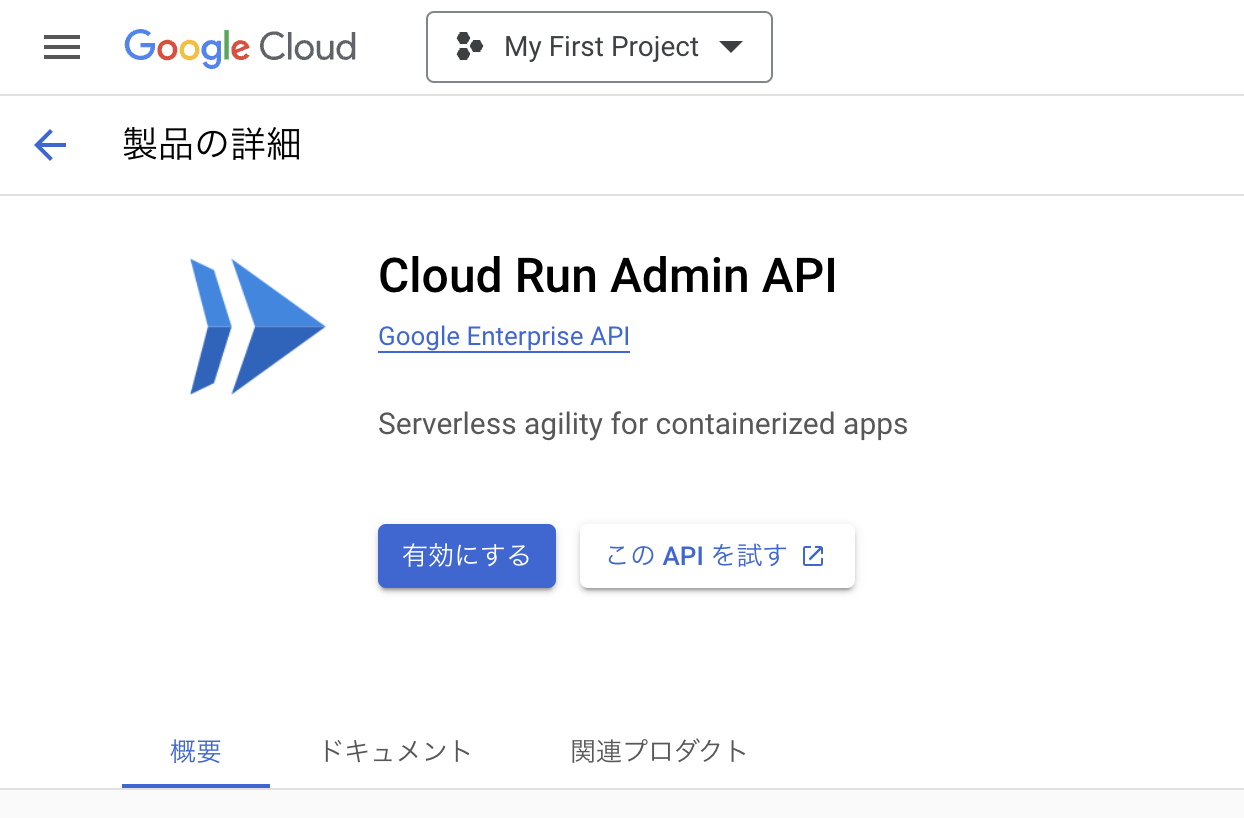 Google Cloud
My First Project
製品の詳細
Cloud Run Admin API
Google Enterprise API
Serverless agility for containerized apps
有効にする
この API を試す
概要
ドキュメント
関連プロダクト